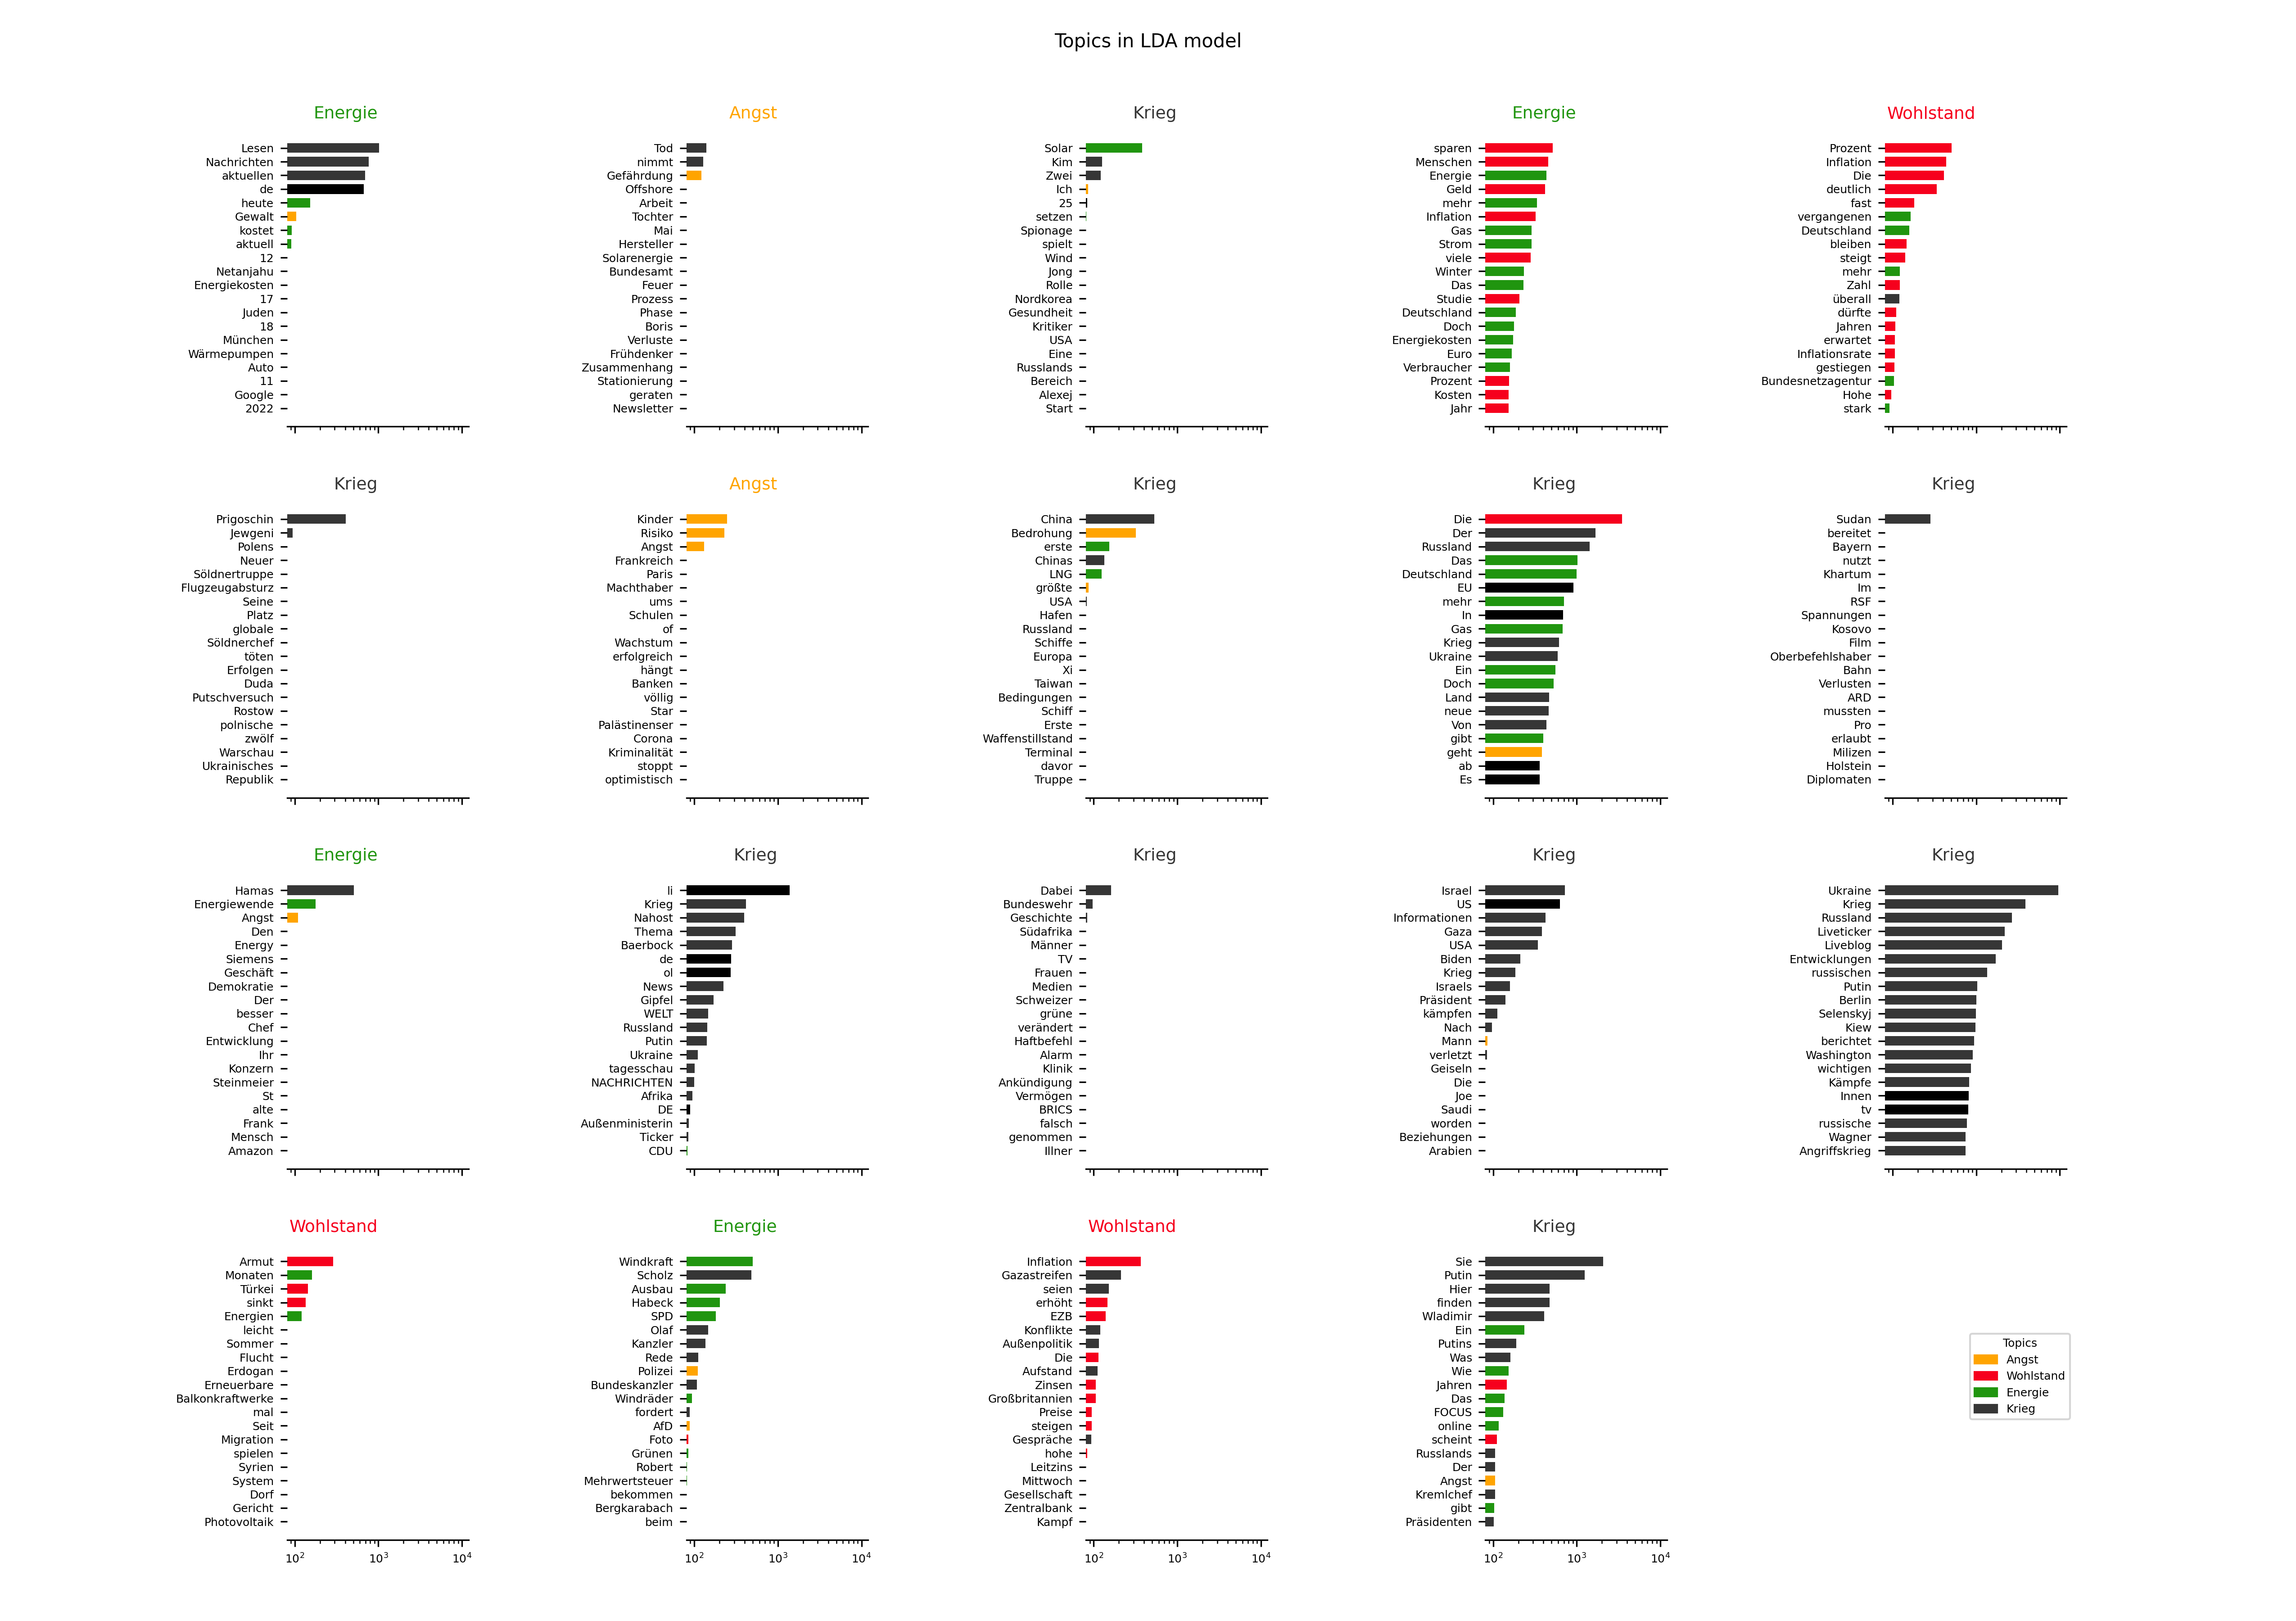 Topics in LDA model
Energie
Lesen
Nachrichten
aktuellen
de
heute
Gewalt
kostet
aktuell
12
Netanjahu
Energiekosten
17
Juden
18
München
Wärmepumpen
Auto
11
Google
2022
Angst
Tod
nimmt
Gefährdung
Offshore
Arbeit
Tochter
Mai
Hersteller
Solarenergie
Bundesamt
Feuer
Prozess
Phase
Boris
Verluste
Frühdenker
Zusammenhang
Stationierung
geraten
Newsletter
Krieg
Solar
Kim
Zwei
Ich
25
setzen
Spionage
spielt
Wind
Jong
Rolle
Nordkorea
Gesundheit
Kritiker
USA
Eine
Russlands
Bereich
Alexej
Start
Energie
sparen
Menschen
Energie
Geld
mehr
Inflation
Gas
Strom
viele
Winter
Das
Studie
Deutschland
Doch
Energiekosten
Euro
Verbraucher
Prozent
Kosten
Jahr
Wohlstand
Prozent
Inflation
Die
deutlich
fast
vergangenen
Deutschland
bleiben
steigt
mehr
Zahl
überall
dürfte
Jahren
erwartet
Inflationsrate
gestiegen
Bundesnetzagentur
Hohe
stark
Krieg
Prigoschin
Jewgeni
Polens
Neuer
Söldnertruppe
Flugzeugabsturz
Seine
Platz
globale
Söldnerchef
töten
Erfolgen
Duda
Putschversuch
Rostow
polnische
zwölf
Warschau
Ukrainisches
Republik
Angst
Kinder
Risiko
Angst
Frankreich
Paris
Machthaber
ums
Schulen
of
Wachstum
erfolgreich
hängt
Banken
völlig
Star
Palästinenser
Corona
Kriminalität
stoppt
optimistisch
Krieg
China
Bedrohung
erste
Chinas
LNG
größte
USA
Hafen
Russland
Schiffe
Europa
Xi
Taiwan
Bedingungen
Schiff
Erste
Waffenstillstand
Terminal
davor
Truppe
Krieg
Die
Der
Russland
Das
Deutschland
EU
mehr
In
Gas
Krieg
Ukraine
Ein
Doch
Land
neue
Von
gibt
geht
ab
Es
Krieg
Sudan
bereitet
Bayern
nutzt
Khartum
Im
RSF
Spannungen
Kosovo
Film
Oberbefehlshaber
Bahn
Verlusten
ARD
mussten
Pro
erlaubt
Milizen
Holstein
Diplomaten
Energie
Hamas
Energiewende
Angst
Den
Energy
Siemens
Geschäft
Demokratie
Der
besser
Chef
Entwicklung
Ihr
Konzern
Steinmeier
St
alte
Frank
Mensch
Amazon
Krieg
li
Krieg
Nahost
Thema
Baerbock
de
ol
News
Gipfel
WELT
Russland
Putin
Ukraine
tagesschau
NACHRICHTEN
Afrika
DE
Außenministerin
Ticker
CDU
Krieg
Dabei
Bundeswehr
Geschichte
Südafrika
Männer
TV
Frauen
Medien
Schweizer
grüne
verändert
Haftbefehl
Alarm
Klinik
Ankündigung
Vermögen
BRICS
falsch
genommen
Illner
Krieg
Israel
US
Informationen
Gaza
USA
Biden
Krieg
Israels
Präsident
kämpfen
Nach
Mann
verletzt
Geiseln
Die
Joe
Saudi
worden
Beziehungen
Arabien
Krieg
Ukraine
Krieg
Russland
Liveticker
Liveblog
Entwicklungen
russischen
Putin
Berlin
Selenskyj
Kiew
berichtet
Washington
wichtigen
Kämpfe
Innen
tv
russische
Wagner
Angriffskrieg
Wohlstand
Armut
Monaten
Türkei
sinkt
Energien
leicht
Sommer
Flucht
Erdogan
Erneuerbare
Balkonkraftwerke
mal
Seit
Migration
spielen
Syrien
System
Dorf
Gericht
Photovoltaik
10² 10³ 10⁴
Energie
Windkraft
Scholz
Ausbau
Habeck
SPD
Olaf
Kanzler
Rede
Polizei
Bundeskanzler
Windräder
fordert
AfD
Foto
Grünen
Robert
Mehrwertsteuer
bekommen
Bergkarabach
beim
10² 10³ 10⁴
Wohlstand
Inflation
Gazastreifen
seien
erhöht
EZB
Konflikte
Außenpolitik
Die
Aufstand
Zinsen
Großbritannien
Preise
steigen
Gespräche
hohe
Leitzins
Mittwoch
Gesellschaft
Zentralbank
Kampf
10² 10³ 10⁴
Krieg
Sie
Putin
Hier
finden
Wladimir
Ein
Putins
Was
Wie
Jahren
Das
FOCUS
online
scheint
Russlands
Der
Angst
Kremlchef
gibt
Präsidenten
10² 10³ 10⁴
Topics
Angst
Wohlstand
Energie
Krieg